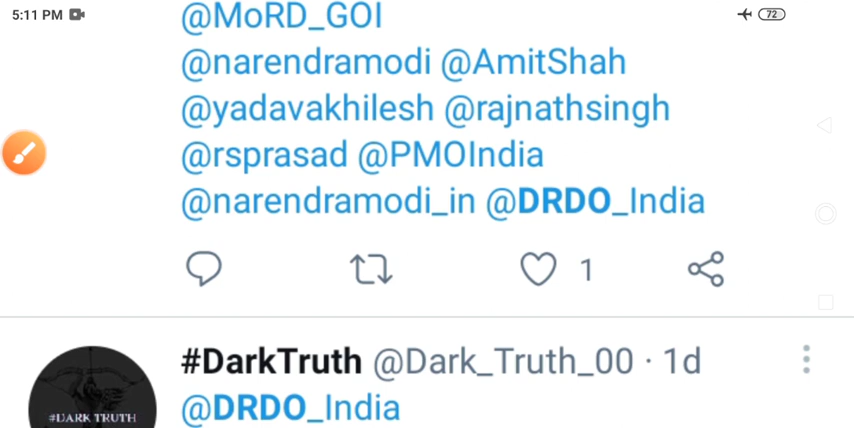 5:11 PM
72
@MoRD_GOI
@narendramodi @AmitShah
@yadavakhilesh @rajnathsingh
@rsprasad @PMOIndia
@narendramodi_in @DRDO_India
1
#DarkTruth @Dark_Truth_00 · 1d
#DARK TRUTH
@DRDO_India